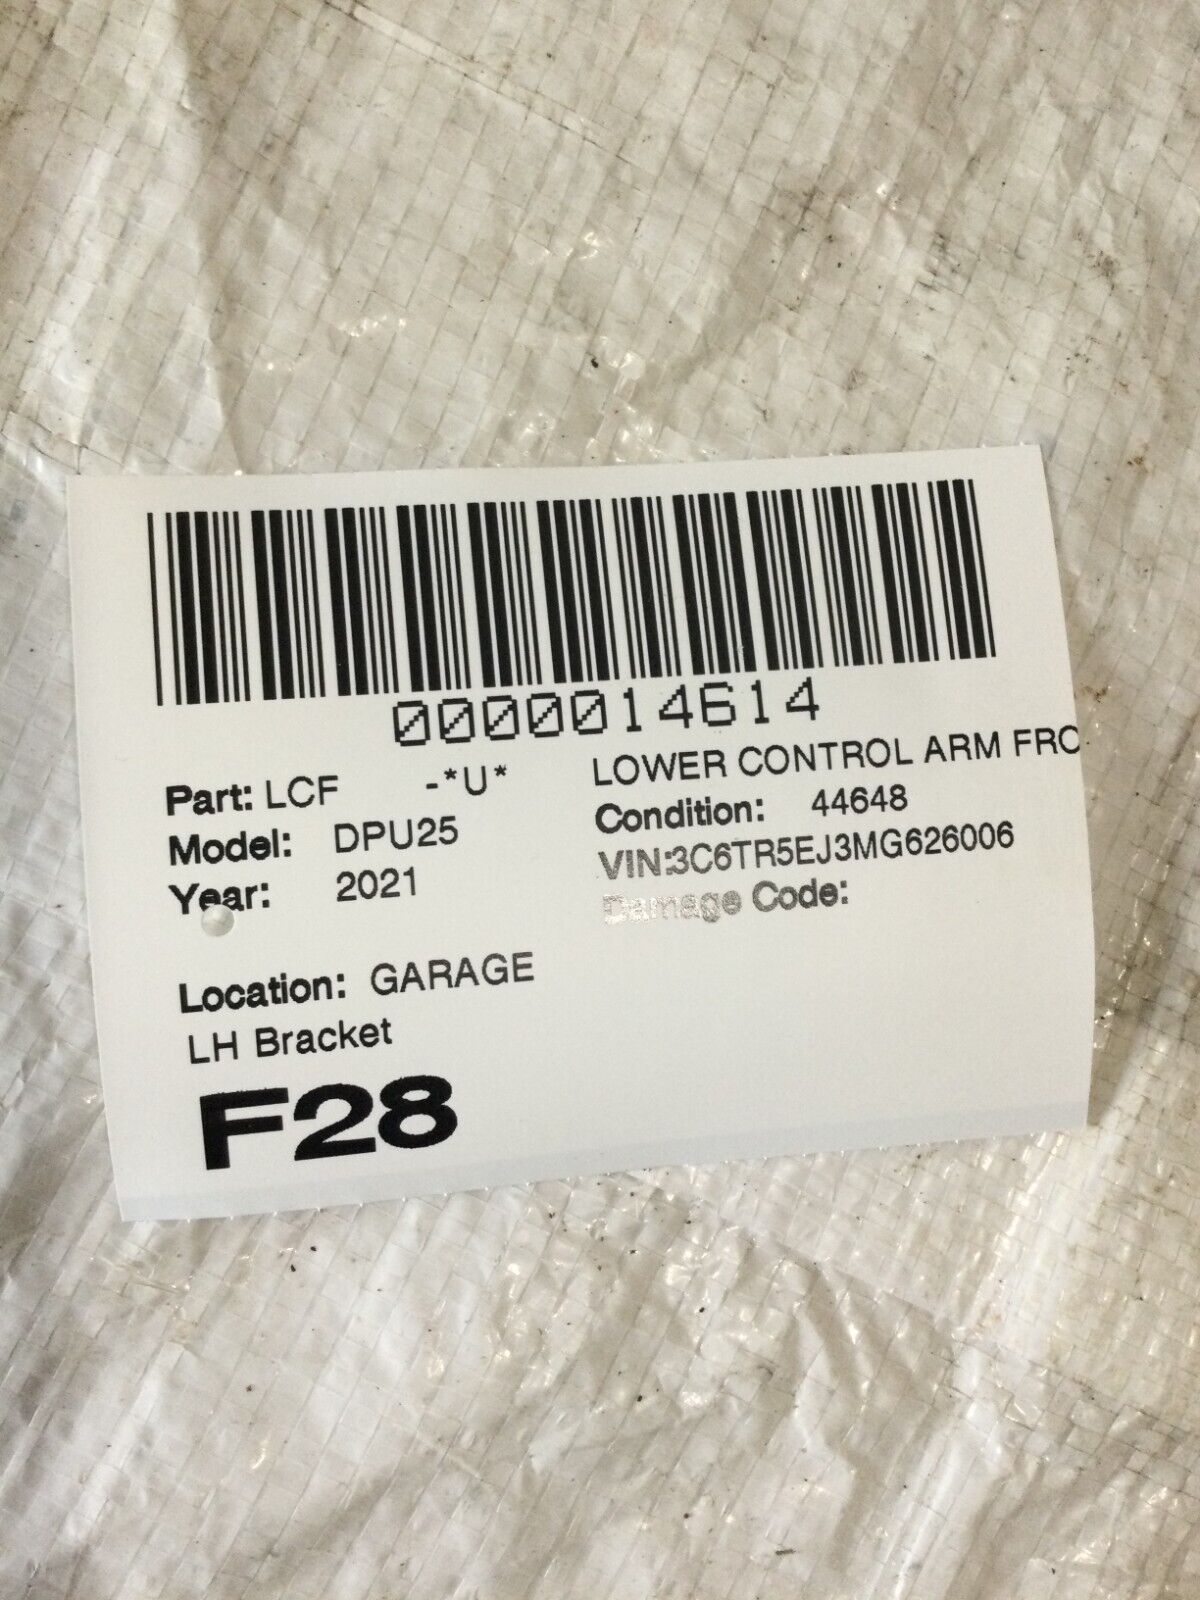 0000014614
Part: LCF -*U* LOWER CONTROL ARM FRO
Model: DPU25 Condition: 44648
Year: 2021 VIN:3C6TR5EJ3MG626006
Damage Code:
Location: GARAGE
LH Bracket
F28